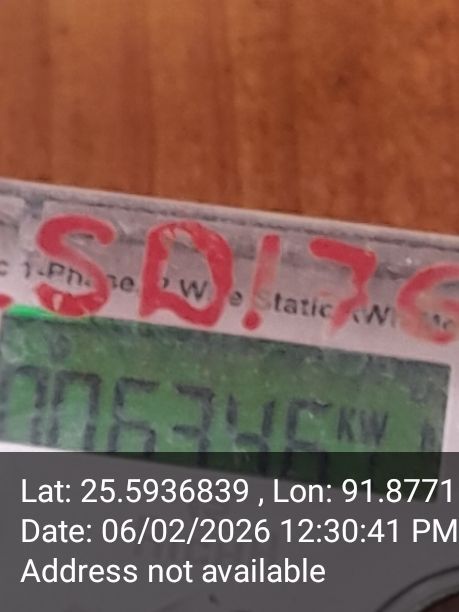 SD!76
1-Phase 2 Wire Static kWh
006346 KW
Lat: 25.5936839 , Lon: 91.8771
Date: 06/02/2026 12:30:41 PM
Address not available